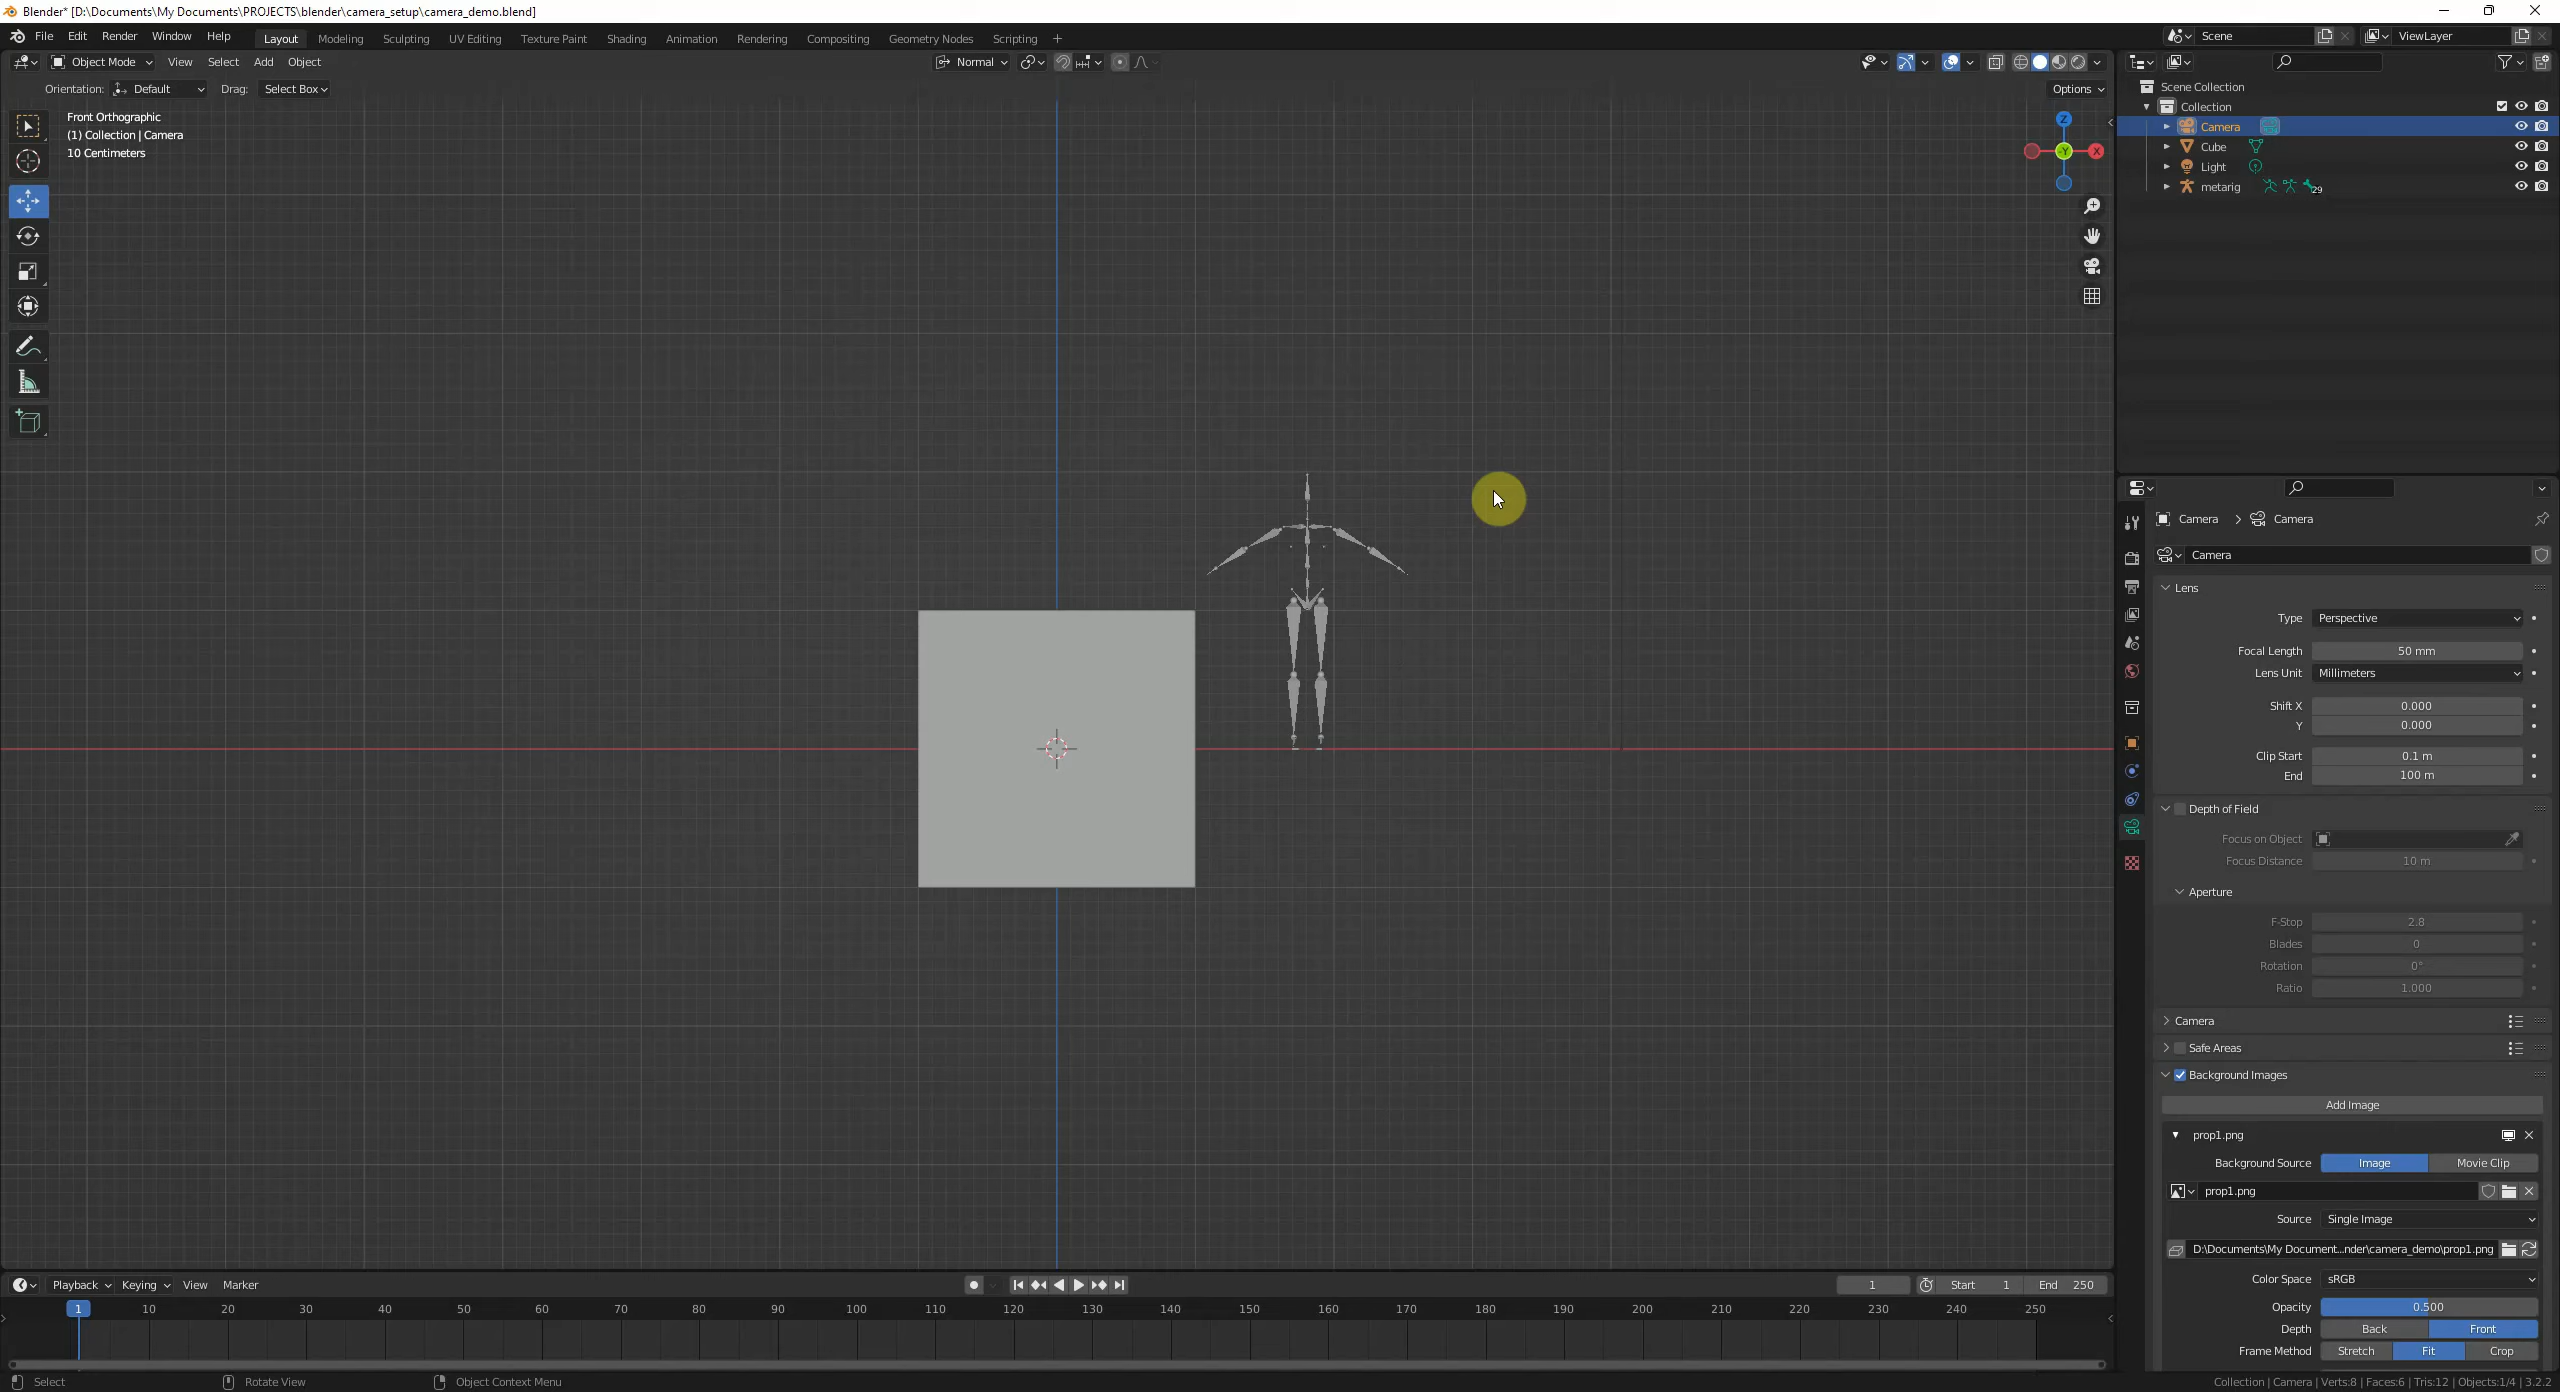 Blender* [D:\Documents\My Documents\PROJECTS\blender\camera_setup\camera_demo.blend]
File Edit Render Window Help Layout Modeling Sculpting UV Editing Texture Paint Shading Animation Rendering Compositing Geometry Nodes Scripting + Scene ViewLayer
Object Mode View Select Add Object Normal
Orientation: Default Drag: Select Box Options
Front Orthographic
(1) Collection | Camera
10 Centimeters
Z
Y
X
Scene Collection
Collection
Camera
Cube
Light
metarig 29
Camera > Camera
Camera
Lens
Type Perspective
Focal Length 50 mm
Lens Unit Millimeters
Shift X 0.000
Y 0.000
Clip Start 0.1 m
End 100 m
Depth of Field
Focus on Object
Focus Distance 10 m
Aperture
F-Stop 2.8
Blades 0
Rotation 0°
Ratio 1.000
Camera
Safe Areas
Background Images
Add Image
prop1.png
Background Source Image Movie Clip
prop1.png
Source Single Image
D:\Documents\My Document...nder\camera_demo\prop1.png
Color Space sRGB
Opacity 0.500
Depth Back Front
Frame Method Stretch Fit Crop
Playback Keying View Marker 1 Start 1 End 250
1 10 20 30 40 50 60 70 80 90 100 110 120 130 140 150 160 170 180 190 200 210 220 230 240 250
Select Rotate View Object Context Menu
Collection | Camera | Verts:8 | Faces:6 | Tris:12 | Objects:1/4 | 3.2.2